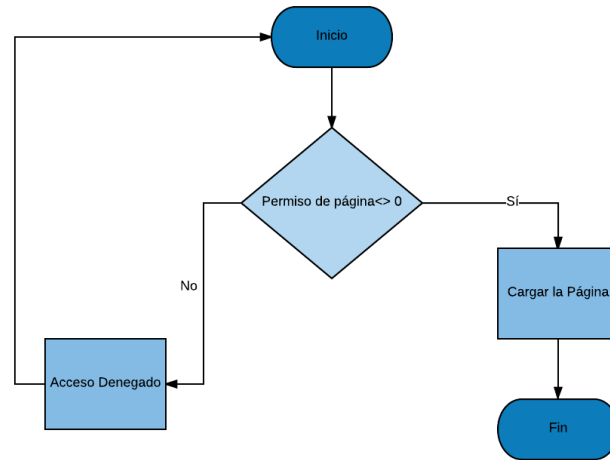 Inicio
Permiso de página<> 0
Sí
No
Cargar la Página
Acceso Denegado
Fin